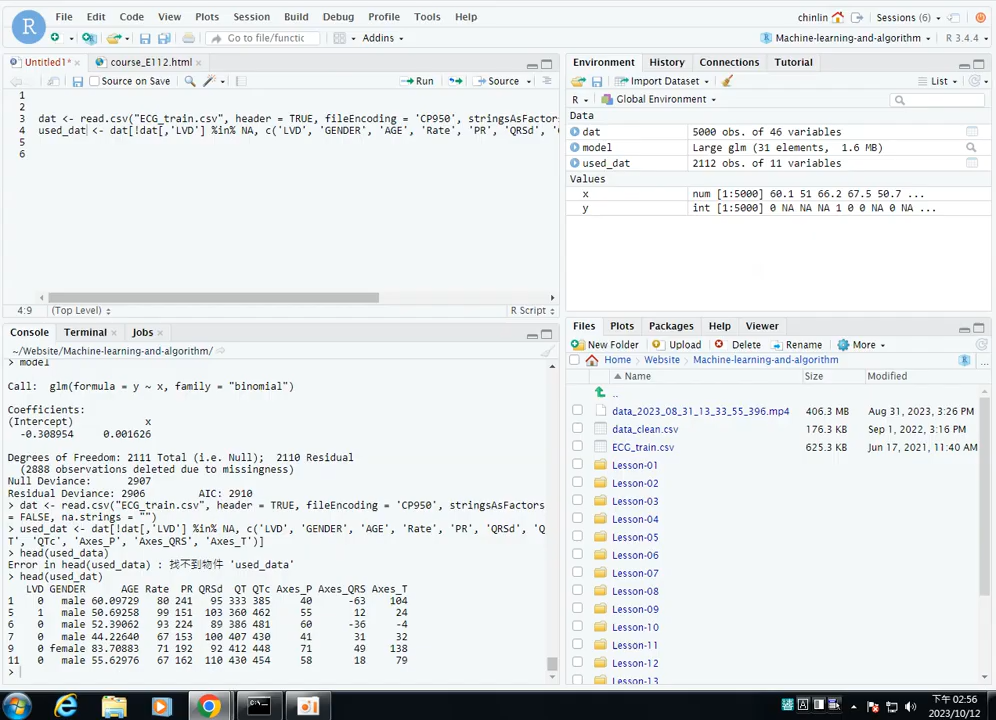 File Edit Code View Plots Session Build Debug Profile Tools Help
chinlin Sessions (6)
Go to file/functic Addins
Machine-learning-and-algorithm R 3.4.4
Untitled1* course_E112.html
Source on Save Run Source
1
3 dat <- read.csv("ECG_train.csv", header = TRUE, fileEncoding = 'CP950', stringsAsFactors
4 used_dat <- dat[!dat[,'LVD'] %in% NA, c('LVD', 'GENDER', 'AGE', 'Rate', 'PR', 'QRSd', '
5
6
4:9 (Top Level) R Script
Console Terminal Jobs
~/Website/Machine-learning-and-algorithm/
> model
Call: glm(formula = y ~ x, family = "binomial")
Coefficients:
(Intercept) x
-0.308954 0.001626
Degrees of Freedom: 2111 Total (i.e. Null); 2110 Residual
(2888 observations deleted due to missingness)
Null Deviance: 2907
Residual Deviance: 2906 AIC: 2910
> dat <- read.csv("ECG_train.csv", header = TRUE, fileEncoding = 'CP950', stringsAsFactors
= FALSE, na.strings = "")
> used_dat <- dat[!dat[,'LVD'] %in% NA, c('LVD', 'GENDER', 'AGE', 'Rate', 'PR', 'QRSd', 'Q
T', 'QTc', 'Axes_P', 'Axes_QRS', 'Axes_T')]
> head(used_data)
Error in head(used_data) : 找不到物件 'used_data'
> head(used_dat)
LVD GENDER AGE Rate PR QRSd QT QTc Axes_P Axes_QRS Axes_T
1 0 male 60.09729 80 241 95 333 385 40 -63 104
5 1 male 50.69258 99 151 103 360 462 55 12 24
6 0 male 52.39062 93 224 89 386 481 60 -36 -4
7 0 male 44.22640 67 153 100 407 430 41 31 32
9 0 female 83.70883 71 192 92 412 448 71 49 138
11 0 male 55.62976 67 162 110 430 454 58 18 79
>
Environment History Connections Tutorial
Import Dataset List
R Global Environment
Data
dat 5000 obs. of 46 variables
model Large glm (31 elements, 1.6 MB)
used_dat 2112 obs. of 11 variables
Values
x num [1:5000] 60.1 51 66.2 67.5 50.7 ...
y int [1:5000] 0 NA NA NA 1 0 0 NA 0 NA ...
Files Plots Packages Help Viewer
New Folder Upload Delete Rename More
Home Website Machine-learning-and-algorithm
Name Size Modified
..
data_2023_08_31_13_33_55_396.mp4 406.3 MB Aug 31, 2023, 3:26 PM
data_clean.csv 176.3 KB Sep 1, 2022, 3:16 PM
ECG_train.csv 625.3 KB Jun 17, 2021, 11:40 AM
Lesson-01
Lesson-02
Lesson-03
Lesson-04
Lesson-05
Lesson-06
Lesson-07
Lesson-08
Lesson-09
Lesson-10
Lesson-11
Lesson-12
Lesson-13
下午 02:56
2023/10/12